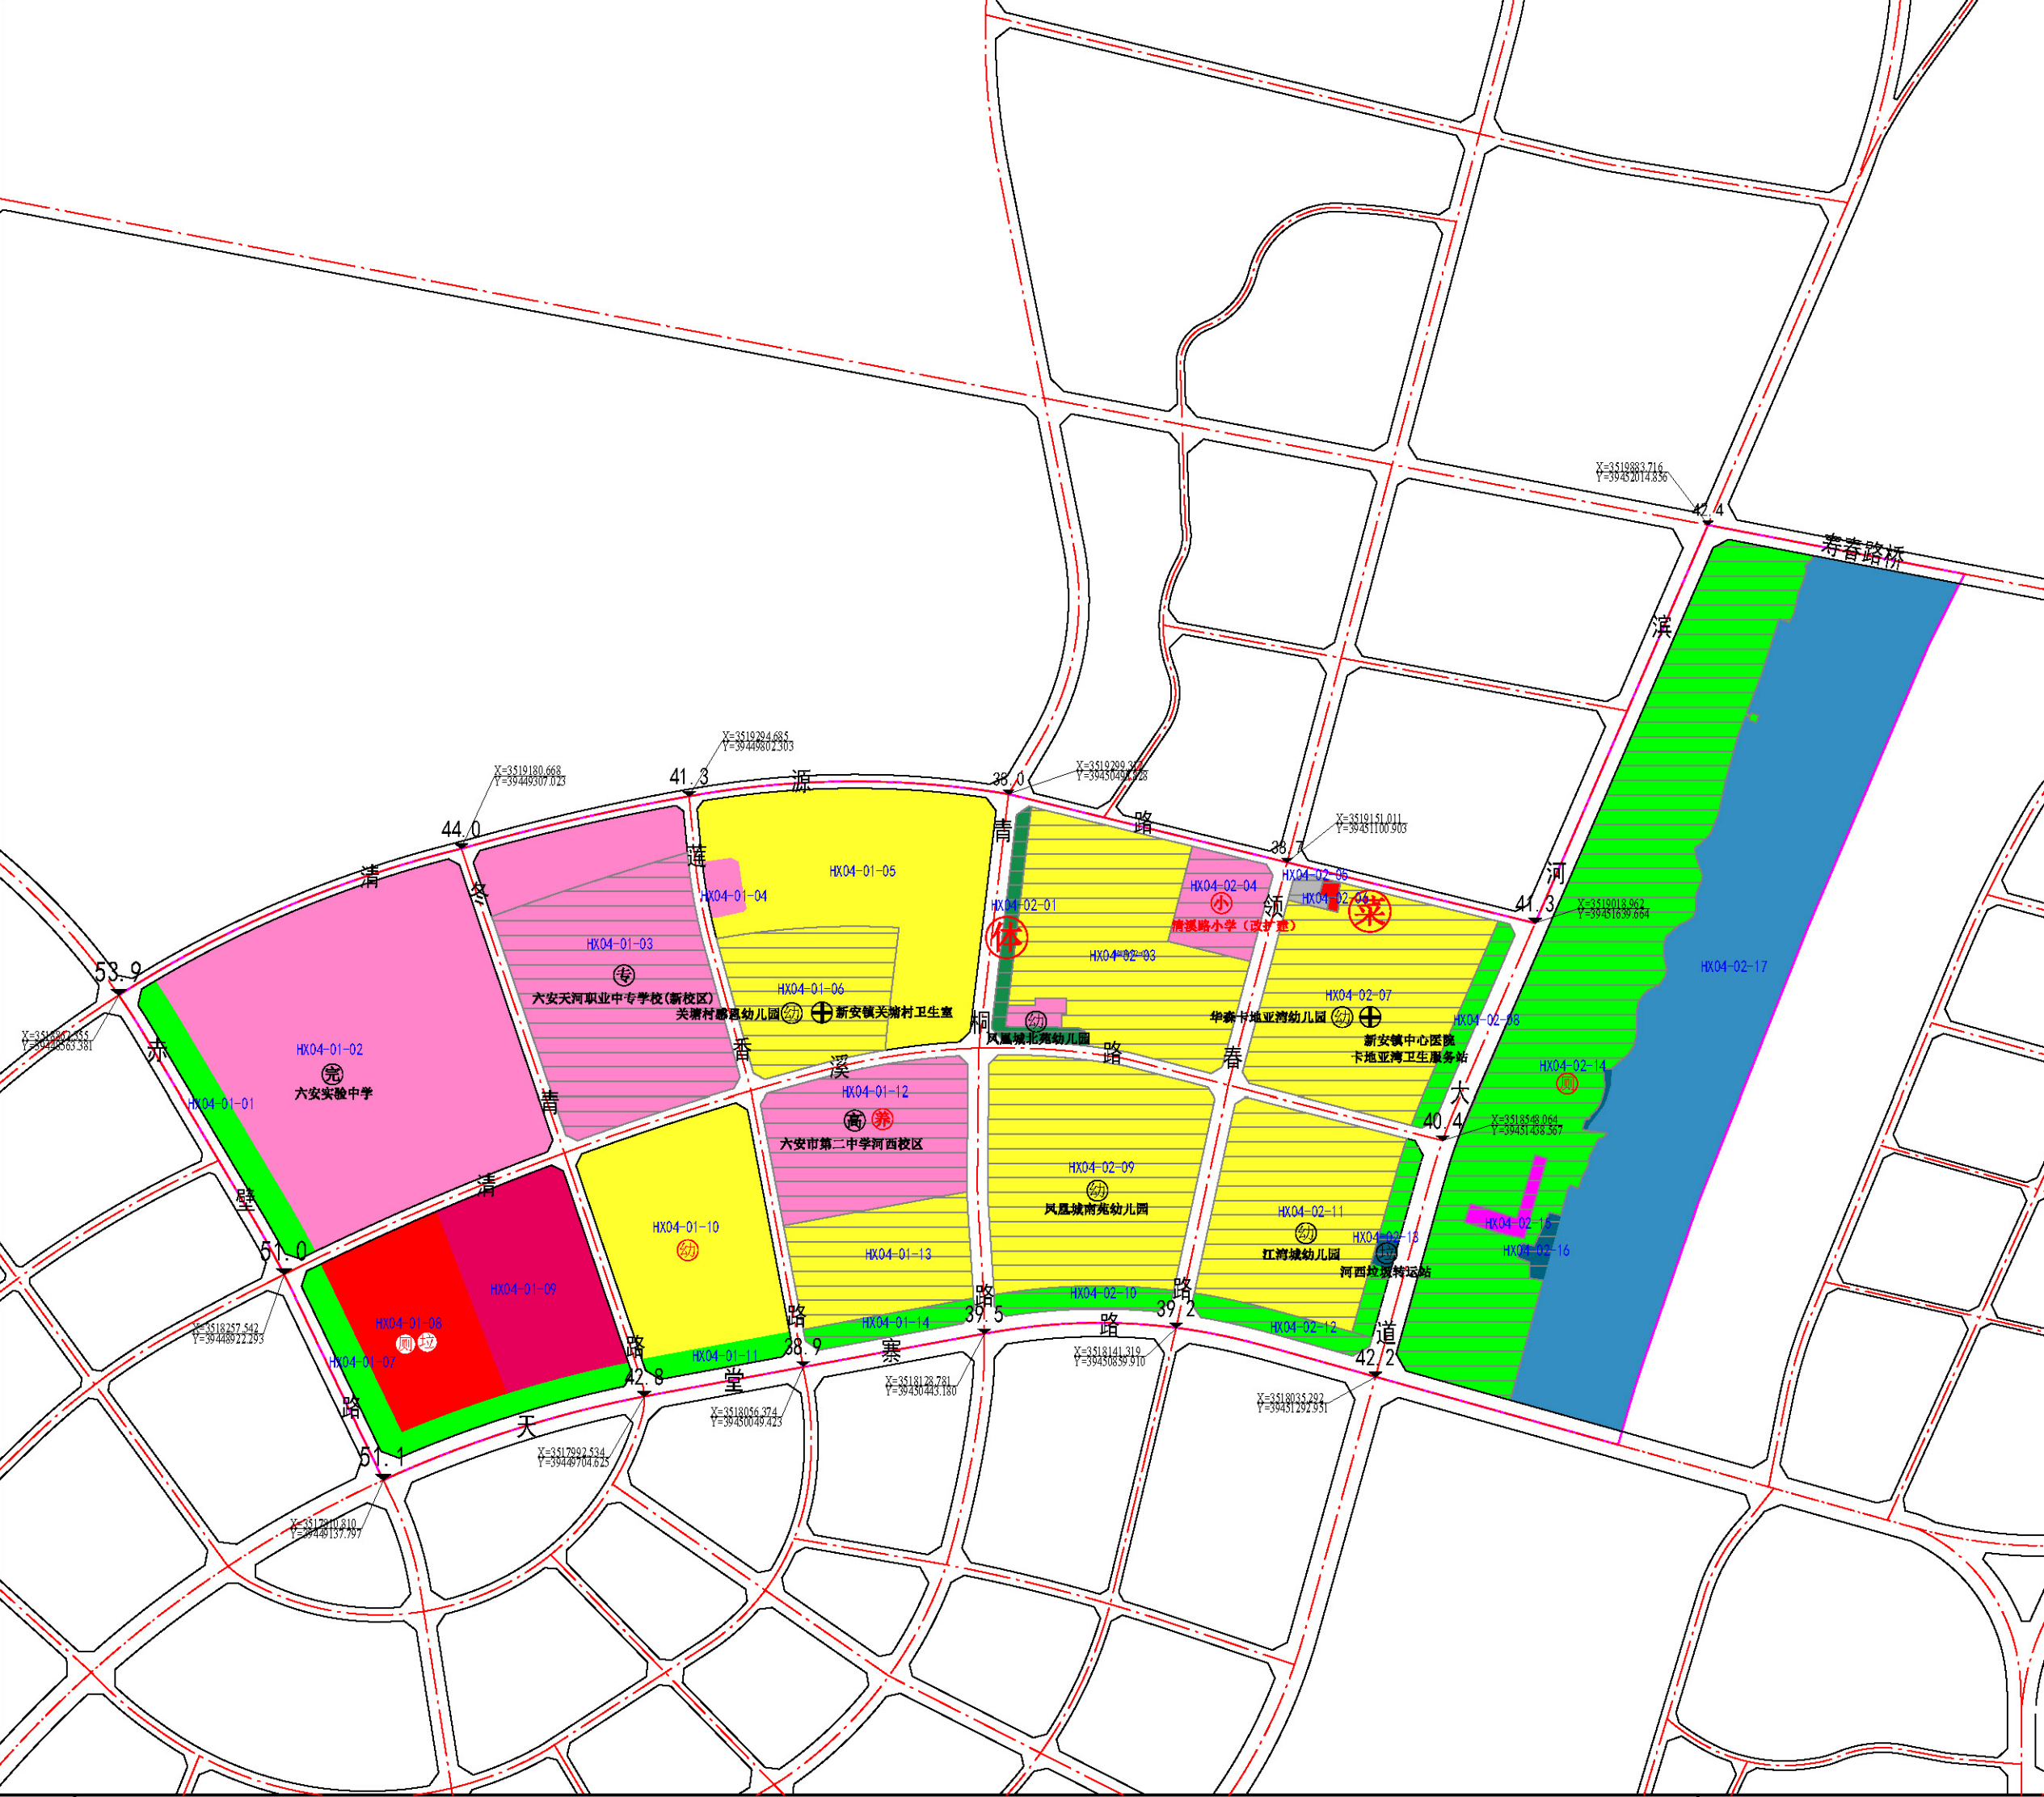 X=3519883.716
Y=39452014.856
42.4
寿春路桥
滨
X=3519294.685
Y=39449802.303
X=3519180.668
Y=39449307.023
41.3
源
38.0
44.0
青
路
X=3519151.011
Y=39451100.903
38.7
莲
清
冬
河
HX04-01-05
HX04-01-04
HX04-02-04
小
清溪路小学（改扩建）
HX04-02-06
领
菜
41.3
X=3519018.962
Y=39451639.664
HX04-02-01
体
HX04-01-03
专
六安天河职业中专学校(新校区)
HX04-02-03
HX04-02-17
53.9
HX04-01-06
关塘村感恩幼儿园
幼
新安镇关塘村卫生室
HX04-02-07
华森卡地亚湾幼儿园
幼
HX04-02-08
桐
幼
凤凰城北苑幼儿园
新安镇中心医院
卡地亚湾卫生服务站
赤
HX04-01-02
完
六安实验中学
香
溪
路
春
HX04-02-14
厕
HX04-01-01
青
HX04-01-12
高
养
六安市第二中学河西校区
大
40.4
X=3518548.064
Y=39451438.567
HX04-02-09
幼
凤凰城南苑幼儿园
清
壁
HX04-01-10
幼
HX04-02-11
幼
江湾城幼儿园
HX04-02-13
河西垃圾转运站
HX04-02-15
HX04-02-16
51.0
HX04-01-13
HX04-01-09
HX04-02-10
路
路
39.5
39.2
HX04-01-08
厕
垃
HX04-01-14
HX04-02-12
X=3518257.542
Y=39448922.293
路
路
38.9
寨
路
道
42.2
HX04-01-07
HX04-01-11
堂
42.8
X=3518141.319
Y=39450859.910
X=3518128.781
Y=39450443.180
X=3518035.292
Y=39451292.951
路
天
X=3518056.374
Y=39450049.423
51.1
X=3517992.534
Y=39449704.625
Y=39449137.797